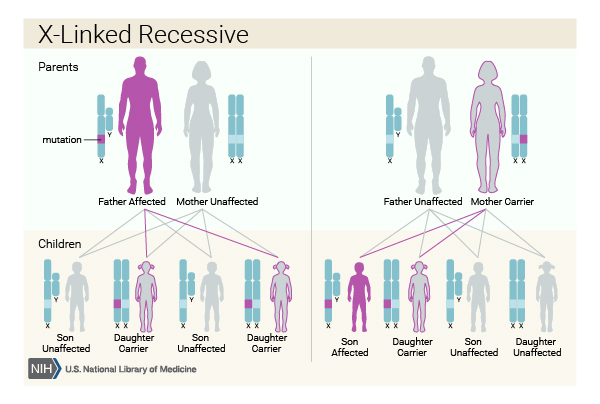 X-Linked Recessive
Parents
mutation
X
Y
X X
X
Y
X X
Father Affected
Mother Unaffected
Father Unaffected
Mother Carrier
Children
X
Y
X X
X
Y
X X
X
Y
X X
X
Y
X X
Son
Unaffected
Daughter
Carrier
Son
Unaffected
Daughter
Carrier
Son
Affected
Daughter
Carrier
Son
Unaffected
Daughter
Unaffected
NIH U.S. National Library of Medicine